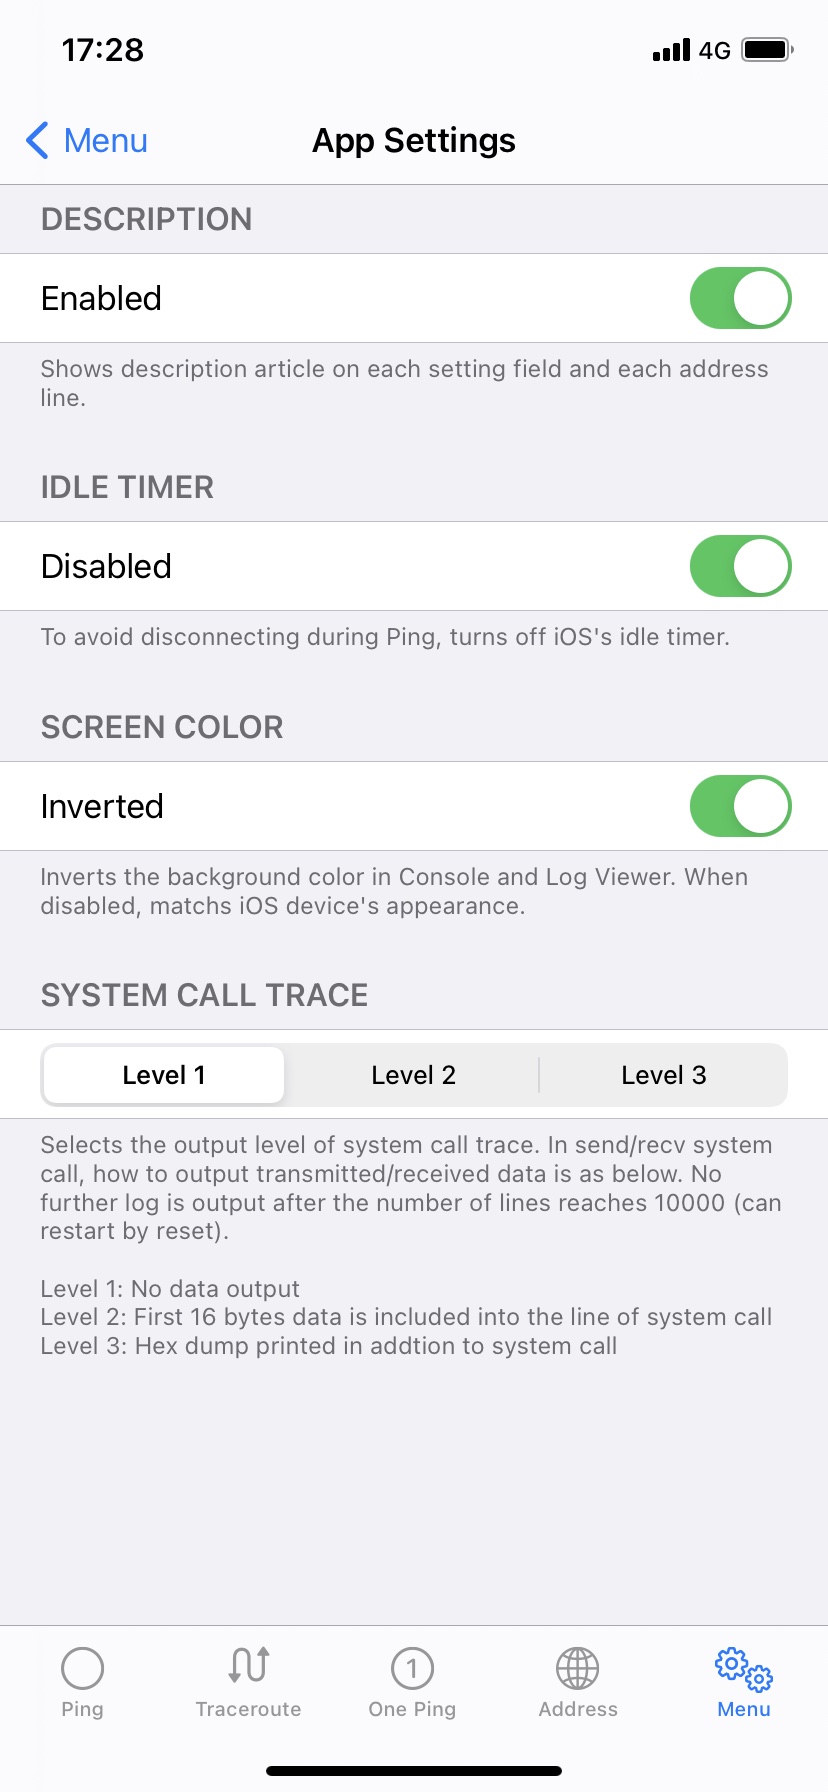 17:28
4G
Menu
App Settings
DESCRIPTION
Enabled
Shows description article on each setting field and each address
line.
IDLE TIMER
Disabled
To avoid disconnecting during Ping, turns off iOS's idle timer.
SCREEN COLOR
Inverted
Inverts the background color in Console and Log Viewer. When
disabled, matchs iOS device's appearance.
SYSTEM CALL TRACE
Level 1 Level 2 Level 3
Selects the output level of system call trace. In send/recv system
call, how to output transmitted/received data is as below. No
further log is output after the number of lines reaches 10000 (can
restart by reset).
Level 1: No data output
Level 2: First 16 bytes data is included into the line of system call
Level 3: Hex dump printed in addtion to system call
1
Ping Traceroute One Ping Address Menu